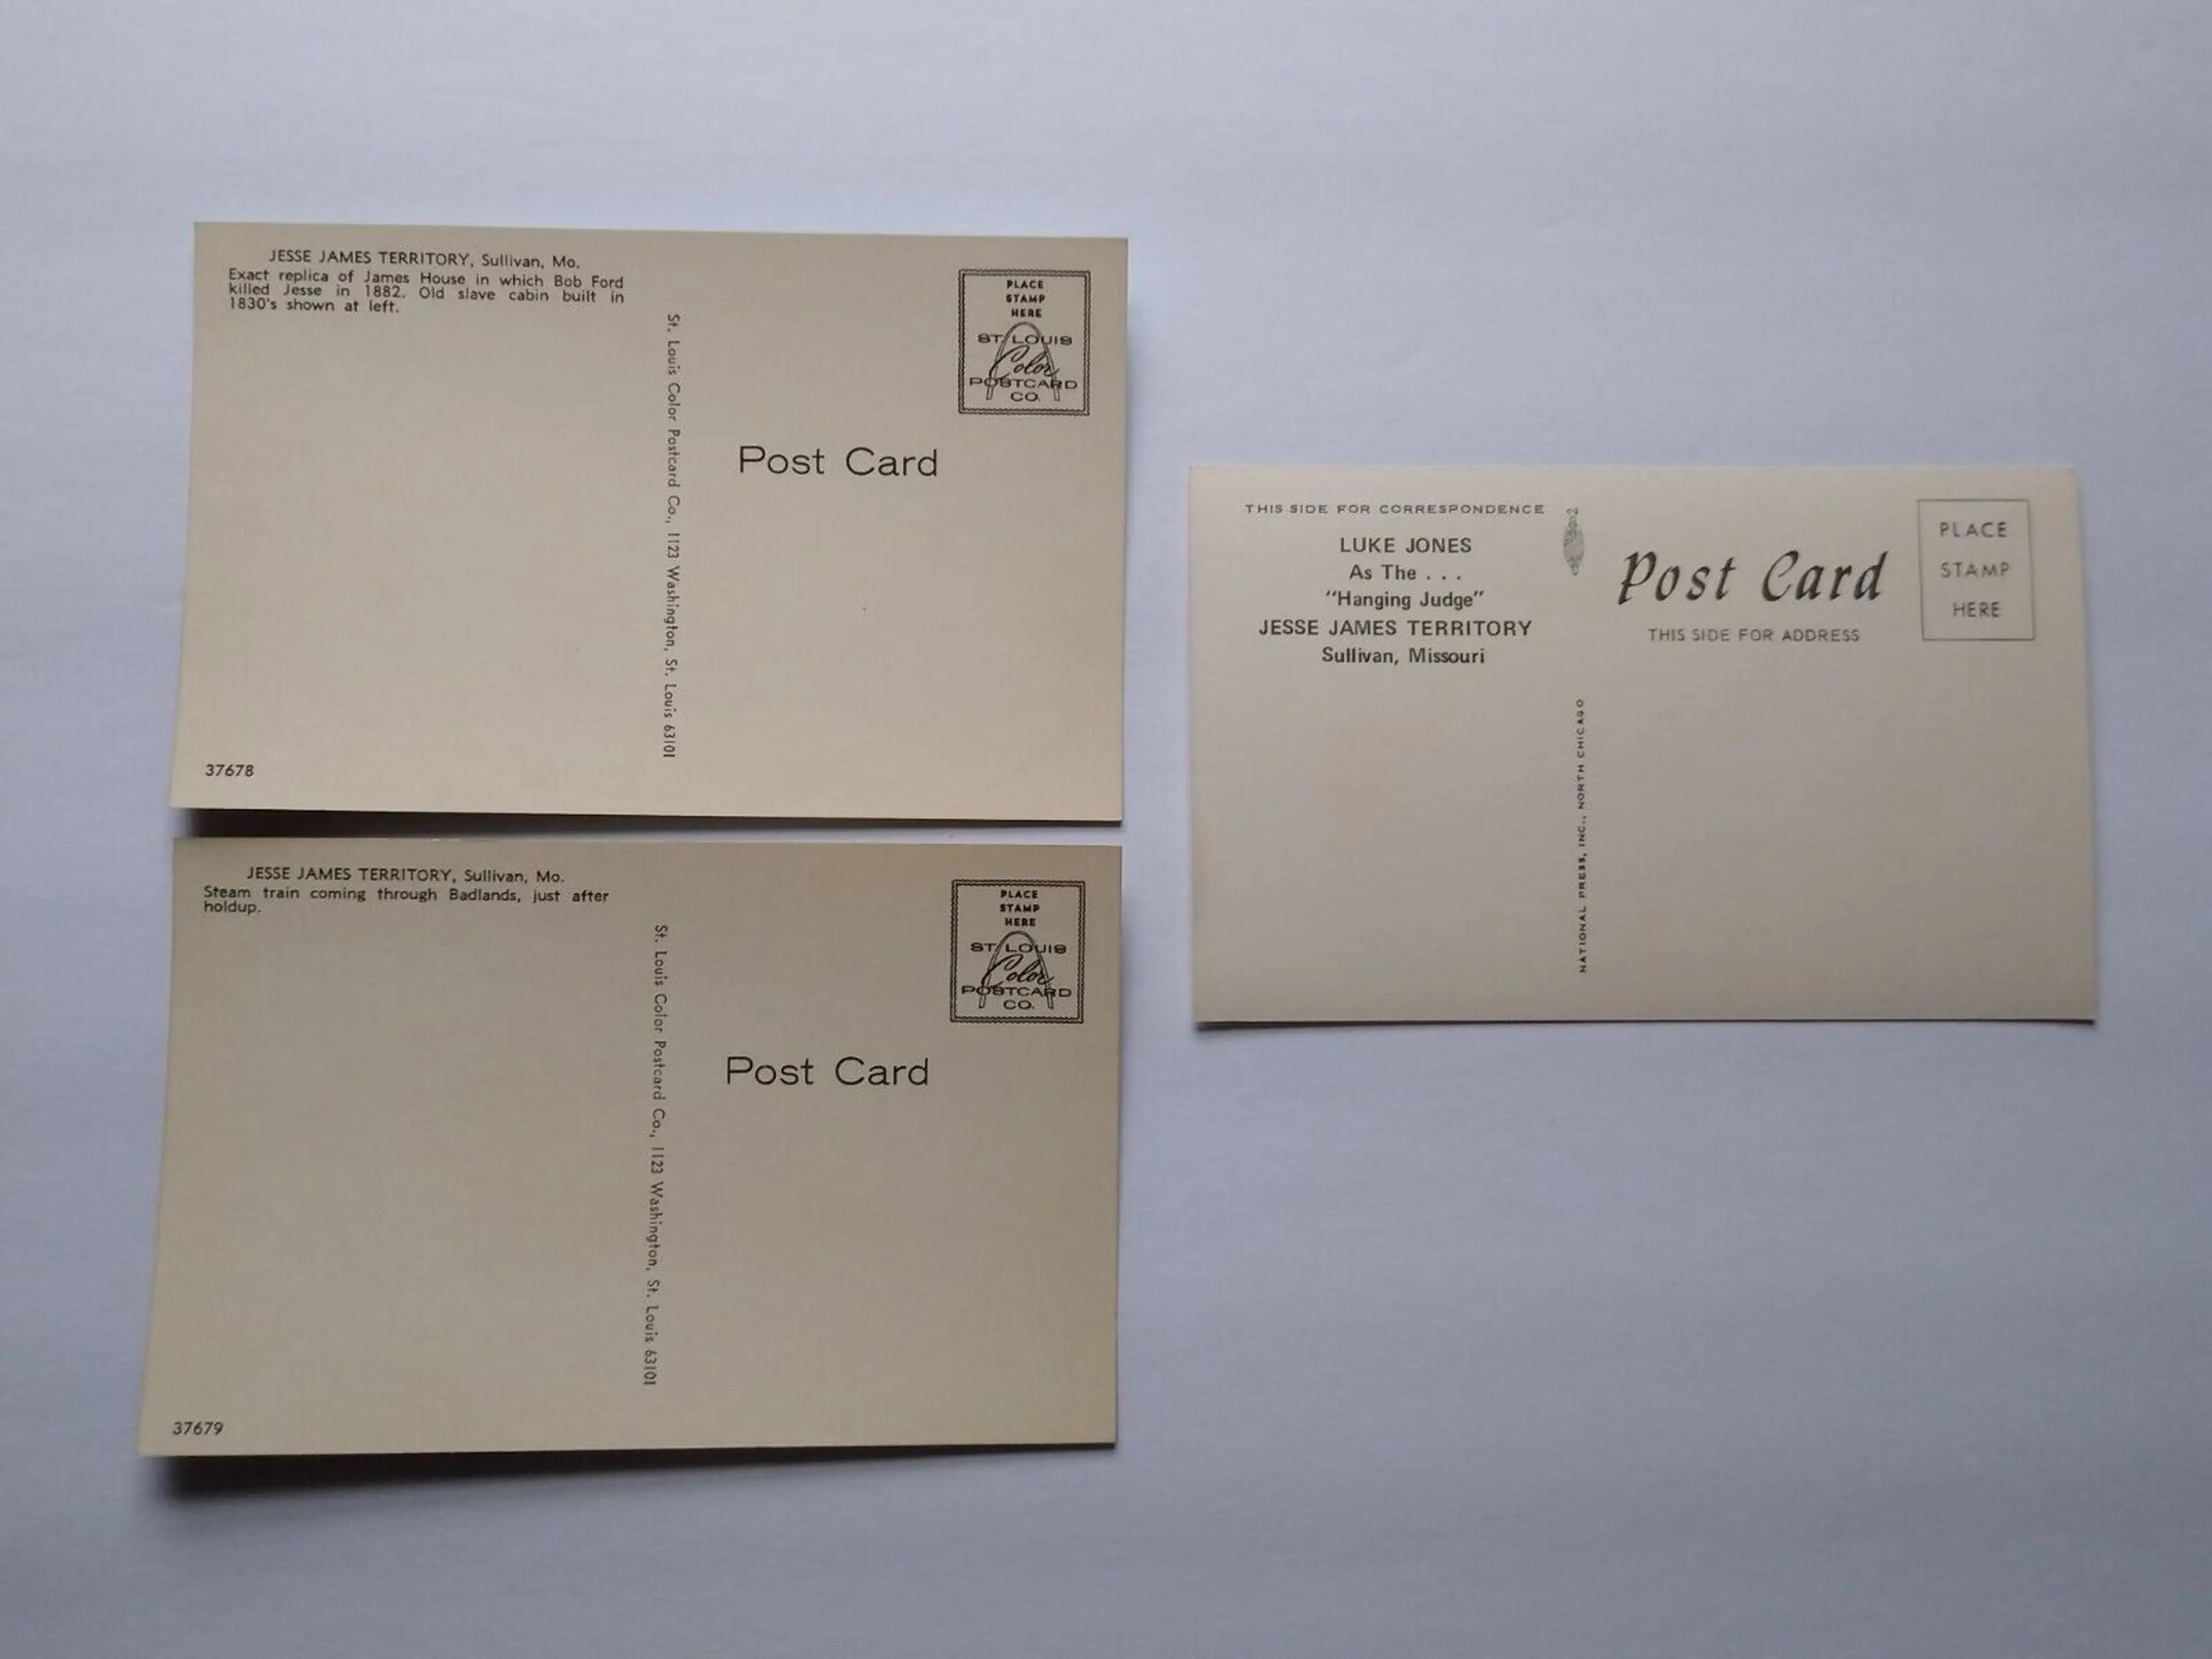 JESSE JAMES TERRITORY, Sullivan, Mo.
Exact replica of James House in which Bob Ford
killed Jesse in 1882. Old slave cabin built in
1830's shown at left.
St. Louis Color Postcard Co., 1123 Washington, St. Louis 63101
PLACE
STAMP
HERE
ST. LOUIS
Color
POSTCARD
CO.
Post Card
37678
JESSE JAMES TERRITORY, Sullivan, Mo.
Steam train coming through Badlands, just after
holdup.
St. Louis Color Postcard Co., 1123 Washington, St. Louis 63101
PLACE
STAMP
HERE
ST. LOUIS
Color
POSTCARD
CO.
Post Card
37679
THIS SIDE FOR CORRESPONDENCE
LUKE JONES
As The . . .
"Hanging Judge"
JESSE JAMES TERRITORY
Sullivan, Missouri
NATIONAL PRESS, INC., NORTH CHICAGO
Post Card
THIS SIDE FOR ADDRESS
PLACE
STAMP
HERE